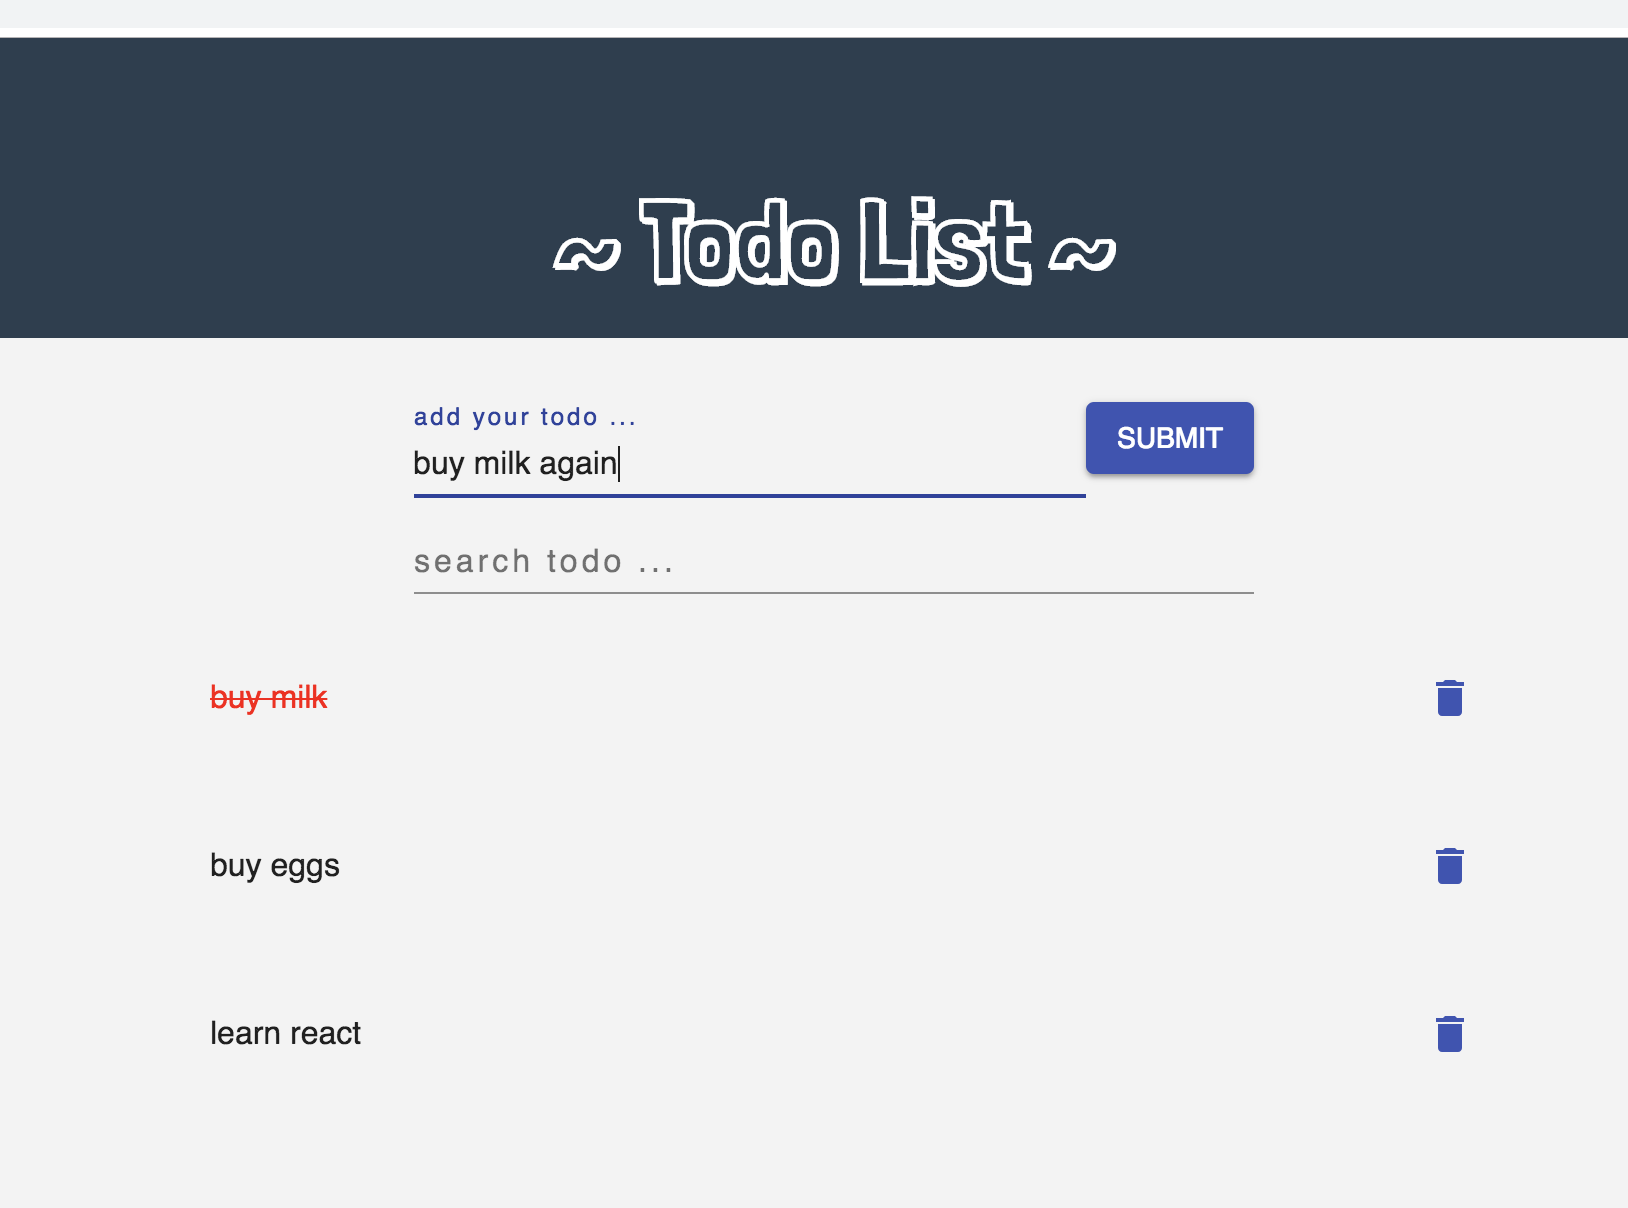 ~ Todo List ~
add your todo ...
buy milk again
SUBMIT
search todo ...
buy milk
buy eggs
learn react